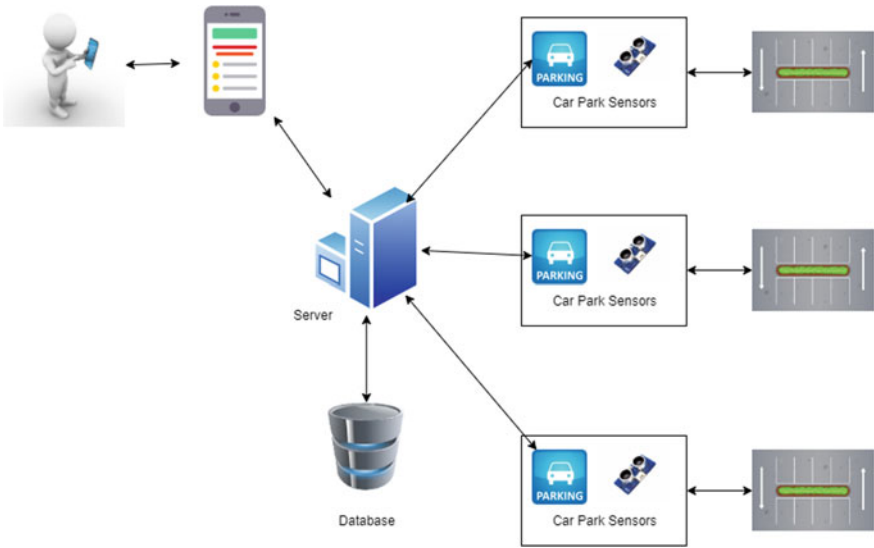 PARKING
Car Park Sensors
PARKING
Car Park Sensors
Server
PARKING
Car Park Sensors
Database